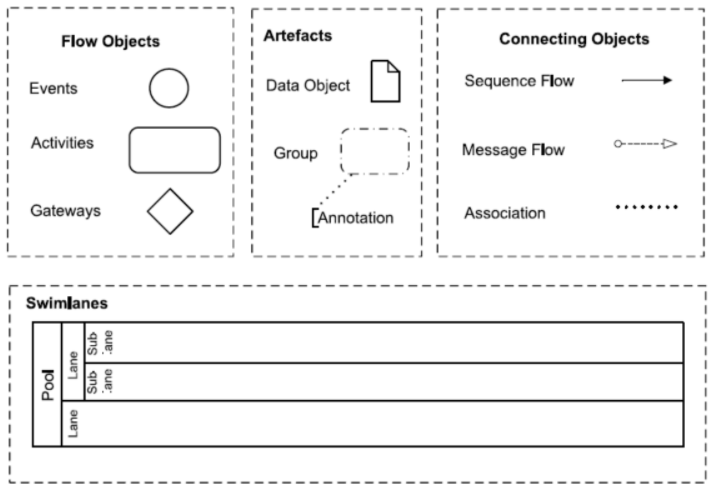 Flow Objects
Events
Activities
Gateways
Artefacts
Data Object
Group
Annotation
Connecting Objects
Sequence Flow
Message Flow
Association
Swimlanes
Pool
Lane
Sub
Sub
Lane